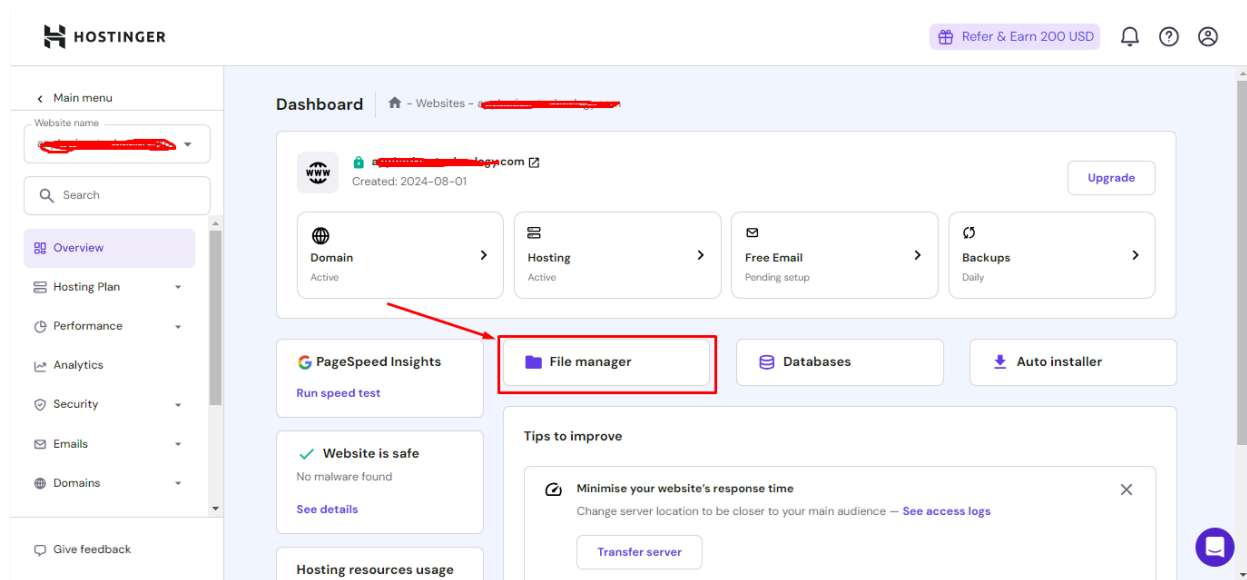 HOSTINGER
Refer & Earn 200 USD
Main menu
Website name
Search
Overview
Hosting Plan
Performance
Analytics
Security
Emails
Domains
Give feedback
Dashboard
- Websites -
.com
Created: 2024-08-01
Upgrade
www
Domain
Active
Hosting
Active
Free Email
Pending setup
Backups
Daily
PageSpeed Insights
Run speed test
File manager
Databases
Auto installer
Website is safe
No malware found
See details
Hosting resources usage
Tips to improve
Minimise your website's response time
Change server location to be closer to your main audience — See access logs
Transfer server